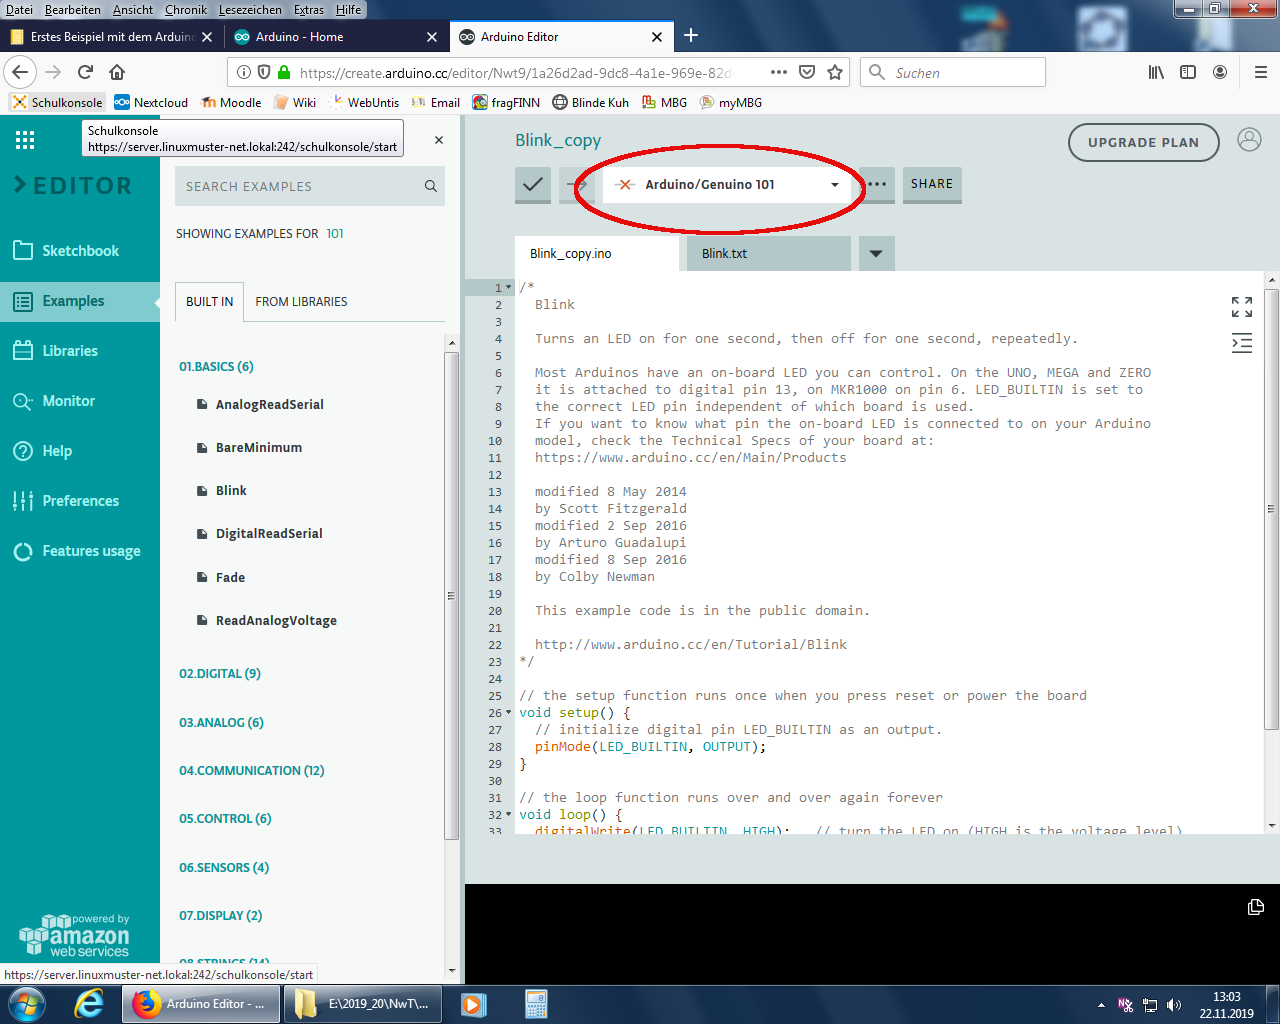 Datei Bearbeiten Ansicht Chronik Lesezeichen Extras Hilfe
Erstes Beispiel mit dem Arduino
Arduino - Home
Arduino Editor
https://create.arduino.cc/editor/Nwt9/1a26d2ad-9dc8-4a1e-969e-82d
Suchen
Schulkonsole Nextcloud Moodle Wiki WebUntis Email fragFINN Blinde Kuh MBG myMBG
Schulkonsole
https://server.linuxmuster-net.lokal:242/schulkonsole/start
EDITOR
Sketchbook
Examples
Libraries
Monitor
Help
Preferences
Features usage
powered by
amazon
web services
SEARCH EXAMPLES
SHOWING EXAMPLES FOR 101
BUILT IN
FROM LIBRARIES
01.BASICS (6)
AnalogReadSerial
BareMinimum
Blink
DigitalReadSerial
Fade
ReadAnalogVoltage
02.DIGITAL (9)
03.ANALOG (6)
04.COMMUNICATION (12)
05.CONTROL (6)
06.SENSORS (4)
07.DISPLAY (2)
08.STRINGS (14)
https://server.linuxmuster-net.lokal:242/schulkonsole/start
Blink_copy
UPGRADE PLAN
Arduino/Genuino 101
SHARE
Blink_copy.ino
Blink.txt
1 /*
2 Blink
3
4 Turns an LED on for one second, then off for one second, repeatedly.
5
6 Most Arduinos have an on-board LED you can control. On the UNO, MEGA and ZERO
7 it is attached to digital pin 13, on MKR1000 on pin 6. LED_BUILTIN is set to
8 the correct LED pin independent of which board is used.
9 If you want to know what pin the on-board LED is connected to on your Arduino
10 model, check the Technical Specs of your board at:
11 https://www.arduino.cc/en/Main/Products
12
13 modified 8 May 2014
14 by Scott Fitzgerald
15 modified 2 Sep 2016
16 by Arturo Guadalupi
17 modified 8 Sep 2016
18 by Colby Newman
19
20 This example code is in the public domain.
21
22 http://www.arduino.cc/en/Tutorial/Blink
23 */
24
25 // the setup function runs once when you press reset or power the board
26 void setup() {
27 // initialize digital pin LED_BUILTIN as an output.
28 pinMode(LED_BUILTIN, OUTPUT);
29 }
30
31 // the loop function runs over and over again forever
32 void loop() {
33 digitalWrite(LED_BUILTIN, HIGH); // turn the LED on (HIGH is the voltage level)
Arduino Editor - ...
E:\2019_20\NwT\...
13:03
22.11.2019